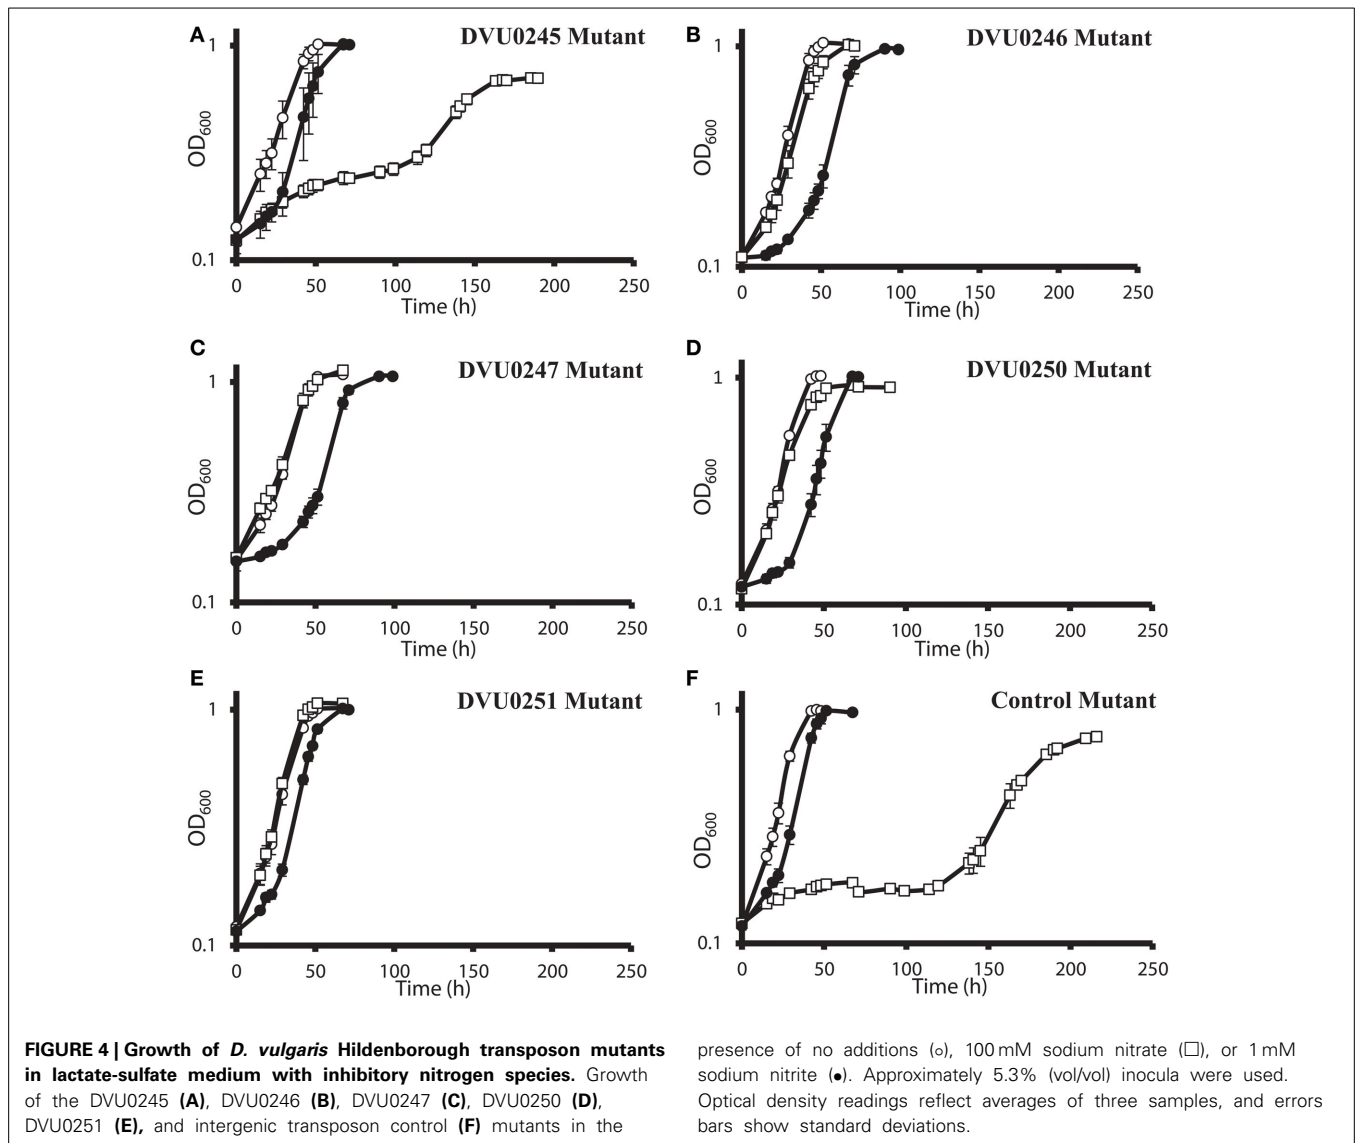 A
DVU0245 Mutant
1
OD600
0.1
0 50 100 150 200 250
Time (h)
B
DVU0246 Mutant
1
OD600
0.1
0 50 100 150 200 250
Time (h)
C
DVU0247 Mutant
1
OD600
0.1
0 50 100 150 200 250
Time (h)
D
DVU0250 Mutant
1
OD600
0.1
0 50 100 150 200 250
Time (h)
E
DVU0251 Mutant
1
OD600
0.1
0 50 100 150 200 250
Time (h)
F
Control Mutant
1
OD600
0.1
0 50 100 150 200 250
Time (h)
FIGURE 4 | Growth of D. vulgaris Hildenborough transposon mutants
in lactate-sulfate medium with inhibitory nitrogen species. Growth
of the DVU0245 (A), DVU0246 (B), DVU0247 (C), DVU0250 (D),
DVU0251 (E), and intergenic transposon control (F) mutants in the
presence of no additions (○), 100 mM sodium nitrate (□), or 1 mM
sodium nitrite (●). Approximately 5.3% (vol/vol) inocula were used.
Optical density readings reflect averages of three samples, and errors
bars show standard deviations.